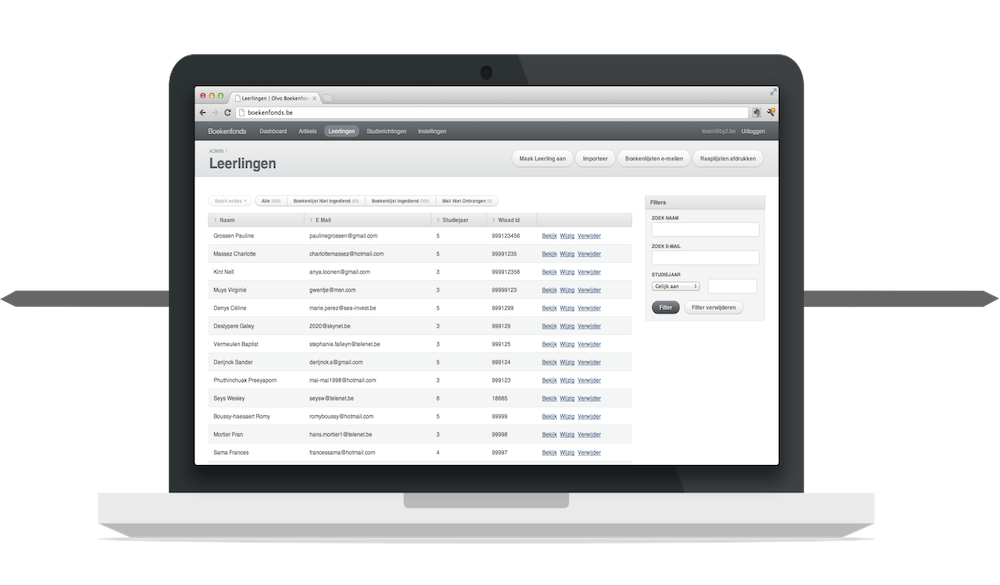 Leerlingen | Olvo Boekenfon
boekenfonds.be
Boekenfonds Dashboard Artikels Leerlingen Studierichtingen Instellingen Uitloggen
ADMIN /
Leerlingen
Maak Leerling aan Importeer Boekenlijsten e-mailen Raaplijsten afdrukken
Batch acties Alle Boekenlijst Niet Ingediend Boekenlijst Ingediend Mail Niet Ontvangen
Naam E Mail Studiejaar Wisad Id
Grossen Pauline paulinegrossen@gmail.com 5 999123456 Bekijk Wijzig Verwijder
Massez Charlotte charlottemassez@hotmail.com 5 99991235 Bekijk Wijzig Verwijder
Kint Nell anya.loonen@gmail.com 3 999912356 Bekijk Wijzig Verwijder
Muys Virginie gwentje@msn.com 3 99999123 Bekijk Wijzig Verwijder
Denys Céline marie.perez@sea-invest.be 5 9991299 Bekijk Wijzig Verwijder
Deslypere Galey 2020@skynet.be 3 999129 Bekijk Wijzig Verwijder
Vermeulen Baptist stephanie.falleyn@telenet.be 3 999125 Bekijk Wijzig Verwijder
Derijnck Sander derijnck.s@gmail.com 5 999124 Bekijk Wijzig Verwijder
Phuthinchuak Preeyaporn mai-mai1998@hotmail.com 3 999123 Bekijk Wijzig Verwijder
Seys Wesley seysw@telenet.be 6 18685 Bekijk Wijzig Verwijder
Boussy-haesaert Romy romyboussy@hotmail.com 5 99999 Bekijk Wijzig Verwijder
Mortier Fran hans.mortier1@telenet.be 3 99998 Bekijk Wijzig Verwijder
Sama Frances francessama@hotmail.com 4 99997 Bekijk Wijzig Verwijder
Filters
ZOEK NAAM
ZOEK E-MAIL
STUDIEJAAR
Gelijk aan
Filter Filter verwijderen